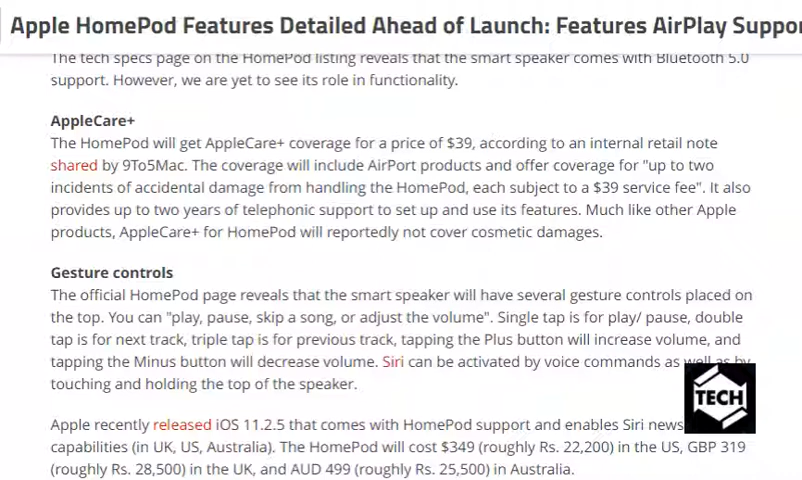 Apple HomePod Features Detailed Ahead of Launch: Features AirPlay Suppor
The tech specs page on the HomePod listing reveals that the smart speaker comes with Bluetooth 5.0
support. However, we are yet to see its role in functionality.
AppleCare+
The HomePod will get AppleCare+ coverage for a price of $39, according to an internal retail note
shared by 9To5Mac. The coverage will include AirPort products and offer coverage for "up to two
incidents of accidental damage from handling the HomePod, each subject to a $39 service fee". It also
provides up to two years of telephonic support to set up and use its features. Much like other Apple
products, AppleCare+ for HomePod will reportedly not cover cosmetic damages.
Gesture controls
The official HomePod page reveals that the smart speaker will have several gesture controls placed on
the top. You can "play, pause, skip a song, or adjust the volume". Single tap is for play/ pause, double
tap is for next track, triple tap is for previous track, tapping the Plus button will increase volume, and
tapping the Minus button will decrease volume. Siri can be activated by voice commands as well as by
touching and holding the top of the speaker.
TECH
Apple recently released iOS 11.2.5 that comes with HomePod support and enables Siri news
capabilities (in UK, US, Australia). The HomePod will cost $349 (roughly Rs. 22,200) in the US, GBP 319
(roughly Rs. 28,500) in the UK, and AUD 499 (roughly Rs. 25,500) in Australia.